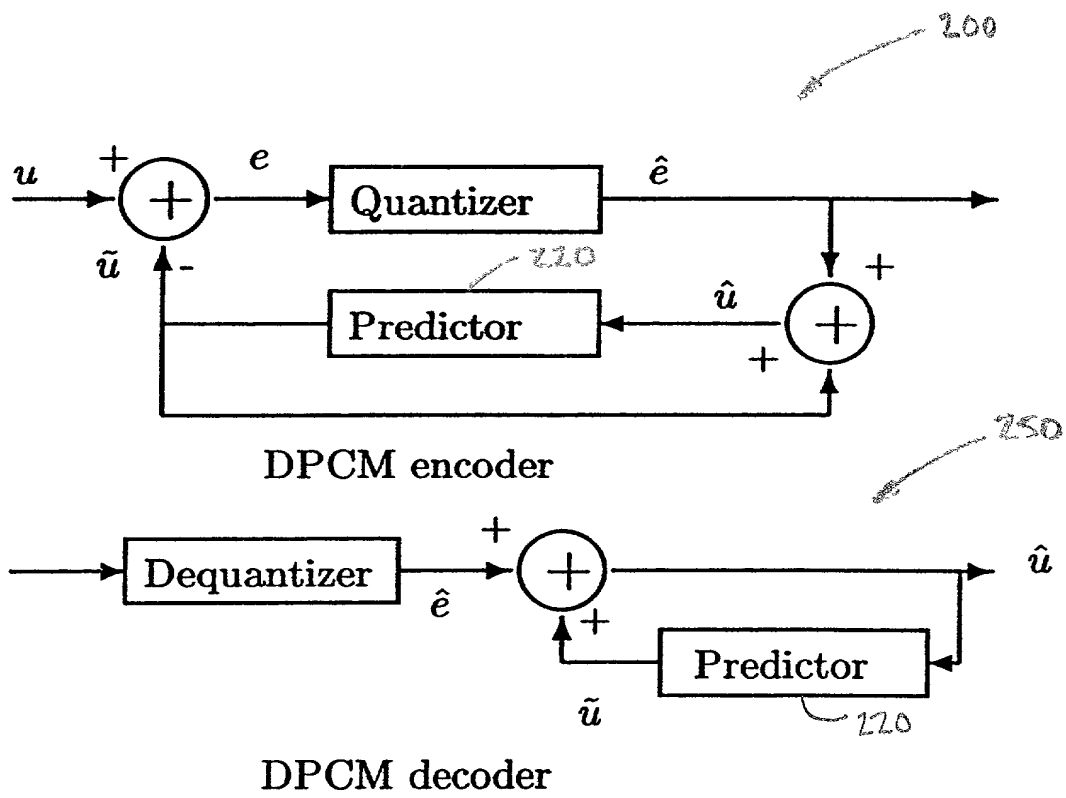 200
+ e ê
u + Quantizer
ũ - 220 +
Predictor û +
+
DPCM encoder
250
+
Dequantizer + û
ê +
Predictor
ũ 220
DPCM decoder